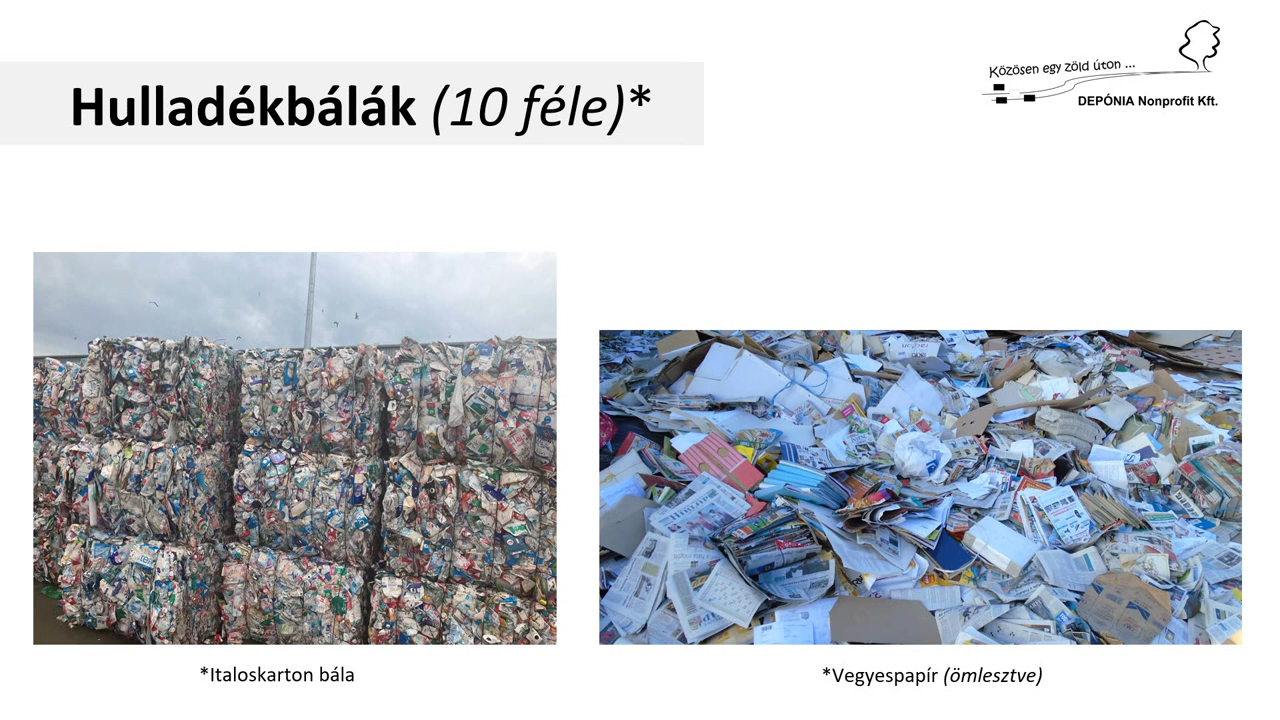 Közösen egy zöld úton ...
DEPÓNIA Nonprofit Kft.
Hulladékbálák (10 féle)*
*Italoskarton bála
*Vegyespapír (ömlesztve)